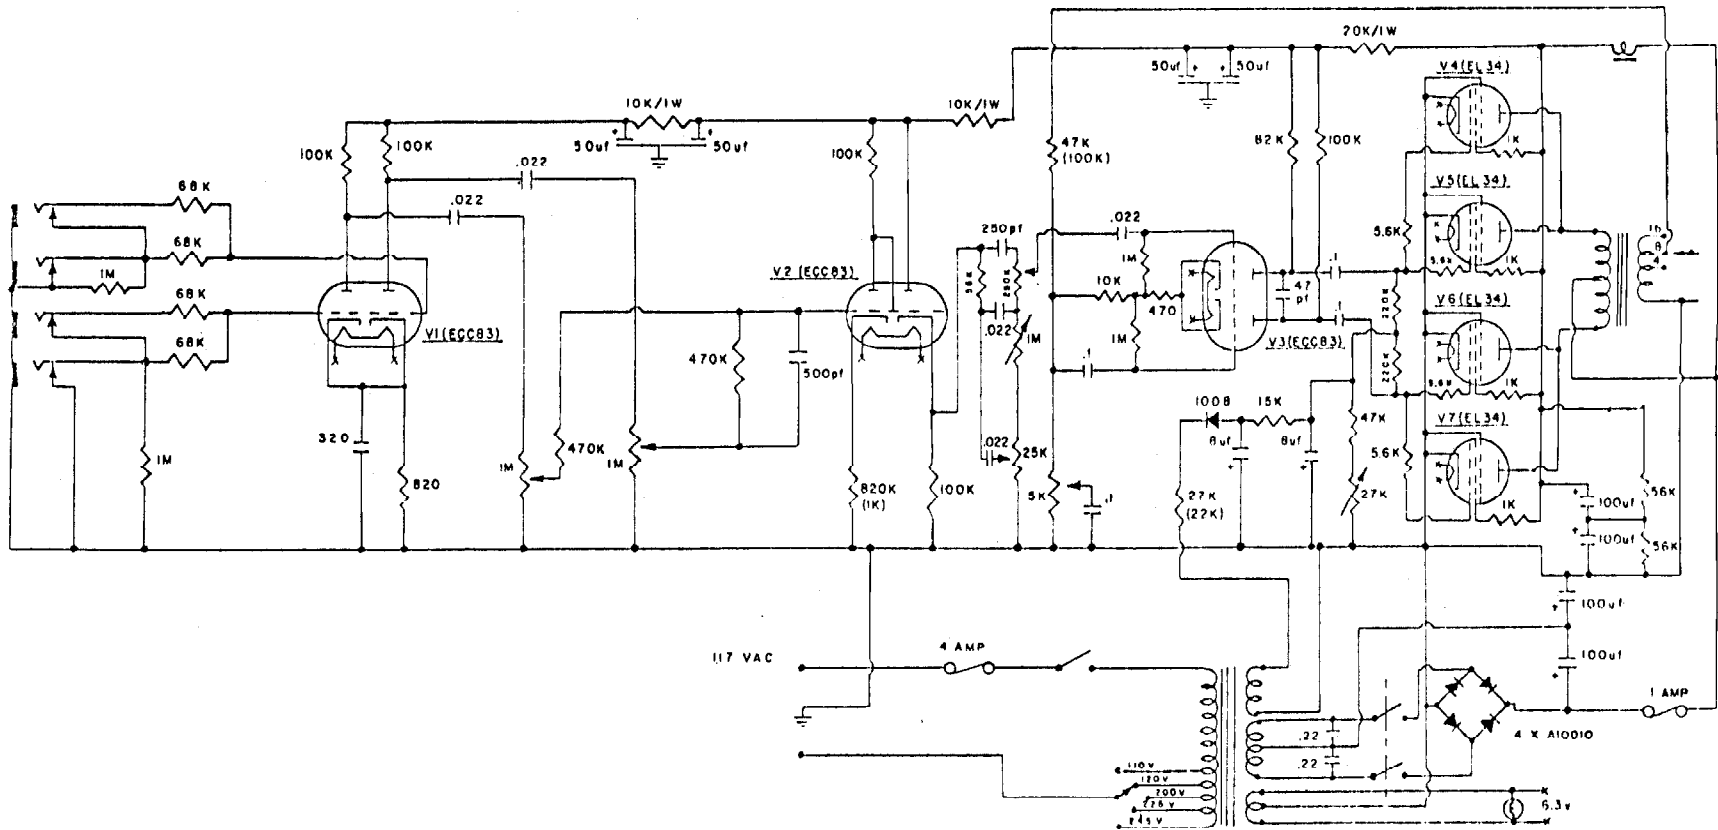 20K/1W
V4(EL34)
50uf
50uf
10K/1W
10K/1W
100K
100K
50uf
50uf
.022
100K
47K
(100K)
82K
100K
1K
68K
.022
V5(EL34)
68K
250pf
.022
5.6K
16
8
4
1M
V2 (ECC83)
56K
250K
1M
10K
470
47
pf
.1
5.6K
1K
220K
V6(EL34)
68K
V1(ECC83)
.022
1M
1M
V3(ECC83)
.1
68K
470K
500pf
.1
220K
5.6K
1K
100B
15K
47K
V7(EL34)
320
470K
8uf
8uf
.022
25K
5.6K
1M
1M
1M
820
820K
(1K)
100K
5K
.1
27K
(22K)
27K
1K
100uf
56K
100uf
56K
100uf
117 VAC
4 AMP
100uf
1 AMP
.22
.22
4 X A10010
110V
120V
200V
225V
245V
6.3v